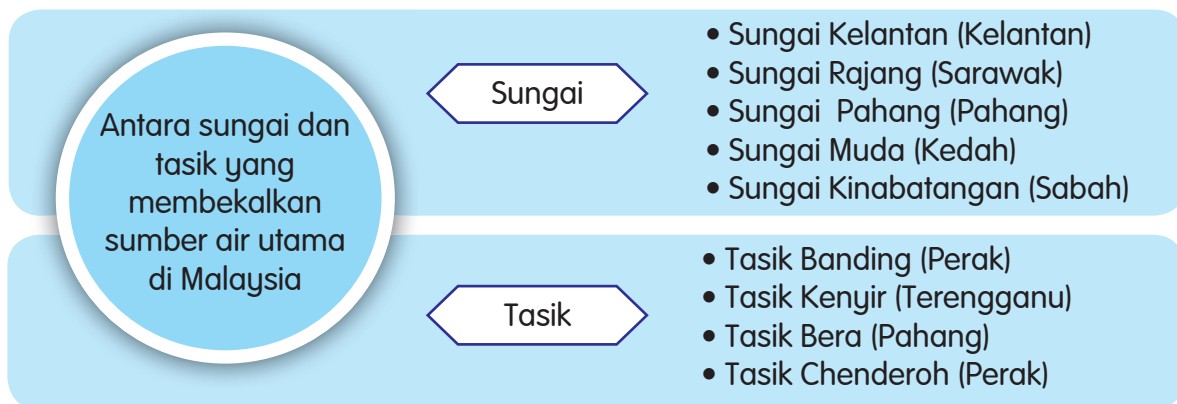 Antara sungai dan
tasik yang
membekalkan
sumber air utama
di Malaysia
Sungai
• Sungai Kelantan (Kelantan)
• Sungai Rajang (Sarawak)
• Sungai Pahang (Pahang)
• Sungai Muda (Kedah)
• Sungai Kinabatangan (Sabah)
Tasik
• Tasik Banding (Perak)
• Tasik Kenyir (Terengganu)
• Tasik Bera (Pahang)
• Tasik Chenderoh (Perak)